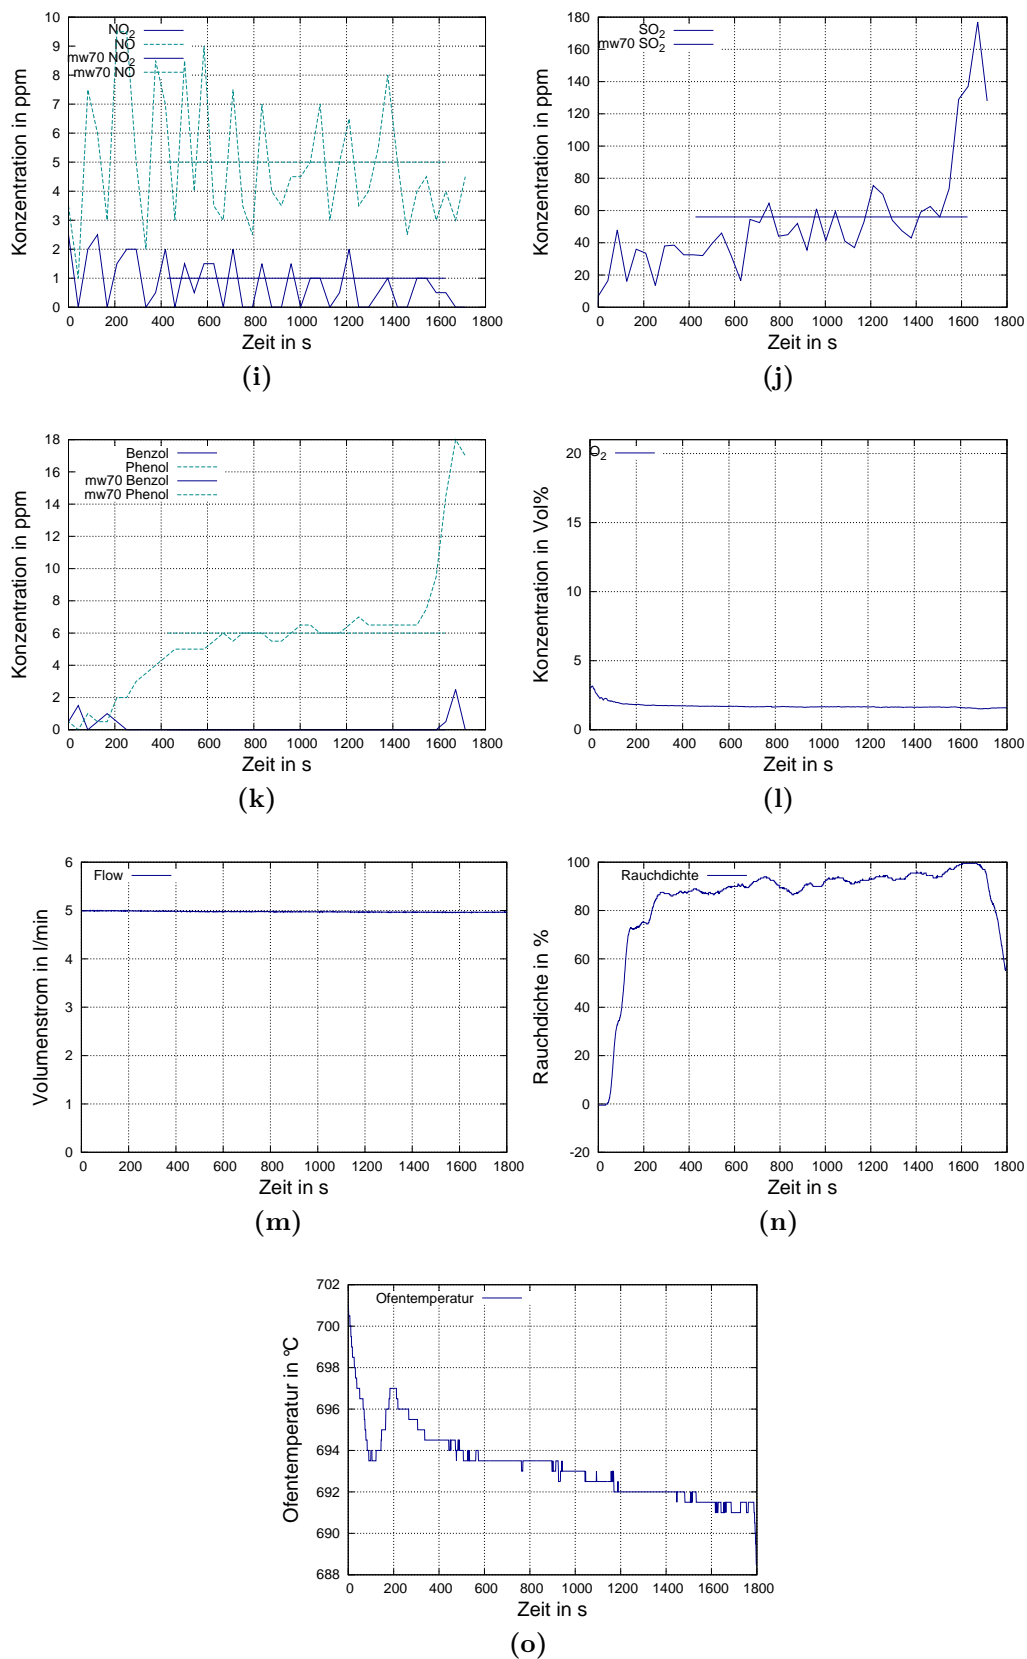 10
9
8
7
6
5
4
3
2
1
0
Konzentration in ppm
NO2
NO
mw70 NO2
mw70 NO
0 200 400 600 800 1000 1200 1400 1600 1800
Zeit in s
(i)
180
160
140
120
100
80
60
40
20
0
Konzentration in ppm
SO2
mw70 SO2
0 200 400 600 800 1000 1200 1400 1600 1800
Zeit in s
(j)
18
16
14
12
10
8
6
4
2
0
Konzentration in ppm
Benzol
Phenol
mw70 Benzol
mw70 Phenol
0 200 400 600 800 1000 1200 1400 1600 1800
Zeit in s
(k)
20
15
10
5
0
Konzentration in Vol%
O2
0 200 400 600 800 1000 1200 1400 1600 1800
Zeit in s
(l)
6
5
4
3
2
1
0
Volumenstrom in l/min
Flow
0 200 400 600 800 1000 1200 1400 1600 1800
Zeit in s
(m)
100
80
60
40
20
0
-20
Rauchdichte in %
Rauchdichte
0 200 400 600 800 1000 1200 1400 1600 1800
Zeit in s
(n)
702
700
698
696
694
692
690
688
Ofentemperatur in °C
Ofentemperatur
0 200 400 600 800 1000 1200 1400 1600 1800
Zeit in s
(o)